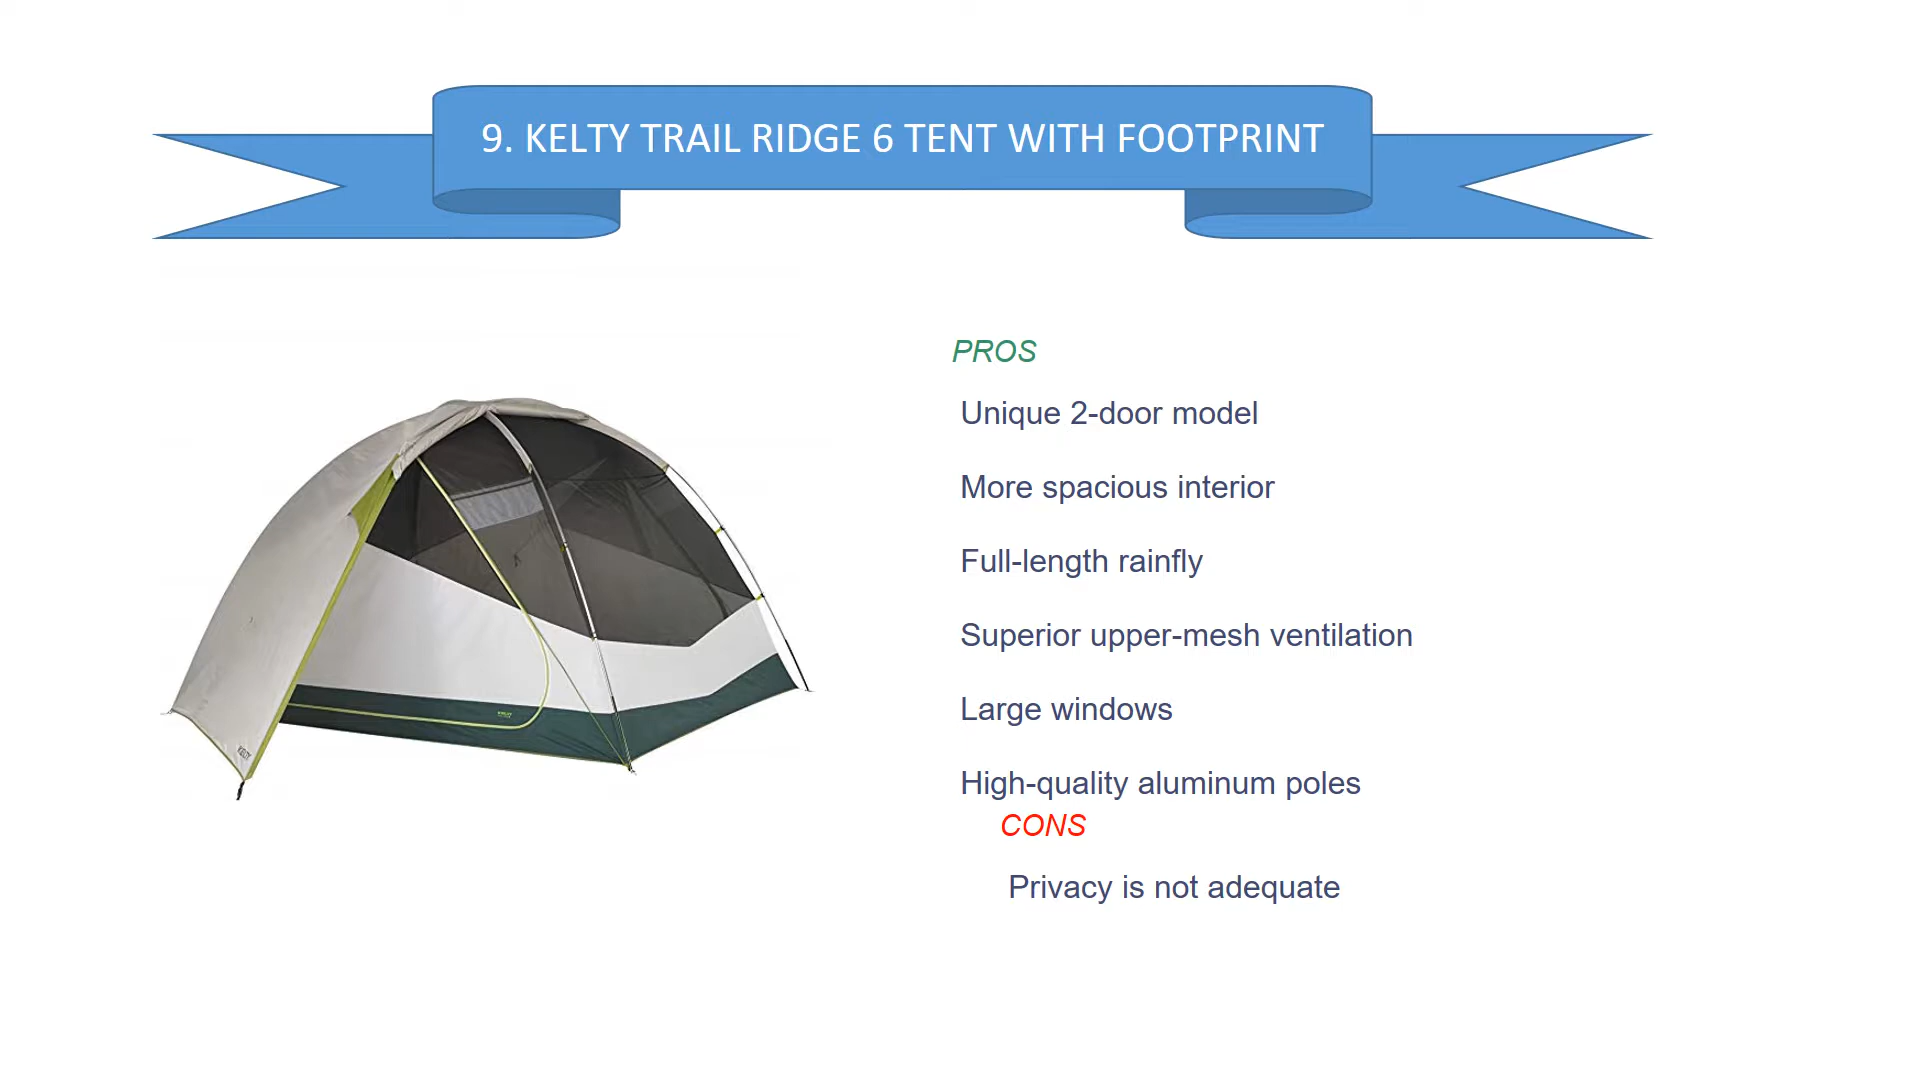 9. KELTY TRAIL RIDGE 6 TENT WITH FOOTPRINT
PROS
Unique 2-door model
More spacious interior
Full-length rainfly
Superior upper-mesh ventilation
Large windows
High-quality aluminum poles
CONS
Privacy is not adequate
KELTY